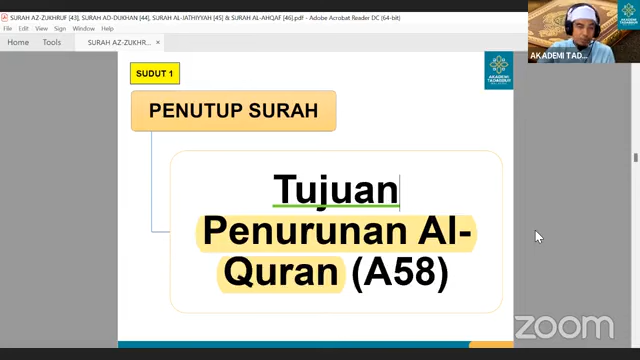 SURAH AZ-ZUKHRUF [43], SURAH AD-DUKHAN [44], SURAH AL-JATHIYYAH [45] & SURAH AL-AHQAF [46].pdf - Adobe Acrobat Reader DC (64-bit)
File Edit View Sign Window Help
Home Tools SURAH AZ-ZUKHR... ×
AKADEMI TAD...
SUDUT 1
AKADEMI
TADABBUR
PENUTUP SURAH
Tujuan
Penurunan Al-
Quran (A58)
zoom